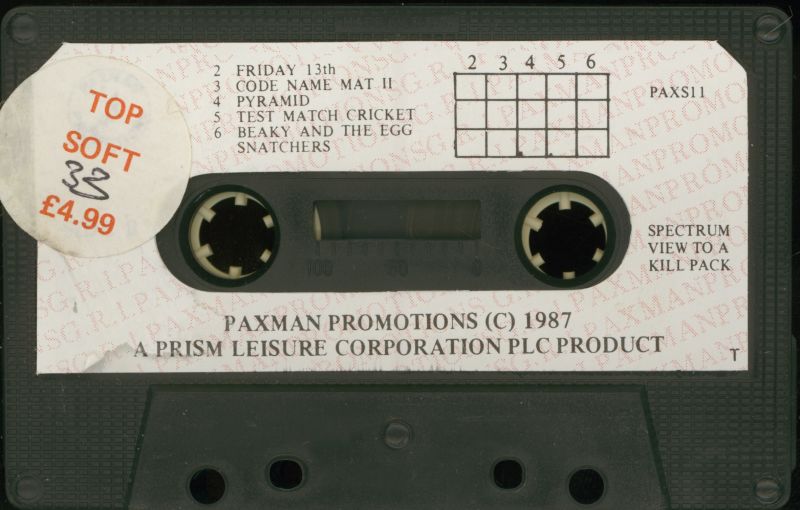 TOP
SOFT
33
£4.99
2 FRIDAY 13th
3 CODE NAME MAT II
4 PYRAMID
5 TEST MATCH CRICKET
6 BEAKY AND THE EGG
SNATCHERS
2 3 4 5 6
PAXS11
100 50 0
SPECTRUM
VIEW TO A
KILL PACK
PAXMAN PROMOTIONS (C) 1987
A PRISM LEISURE CORPORATION PLC PRODUCT
T